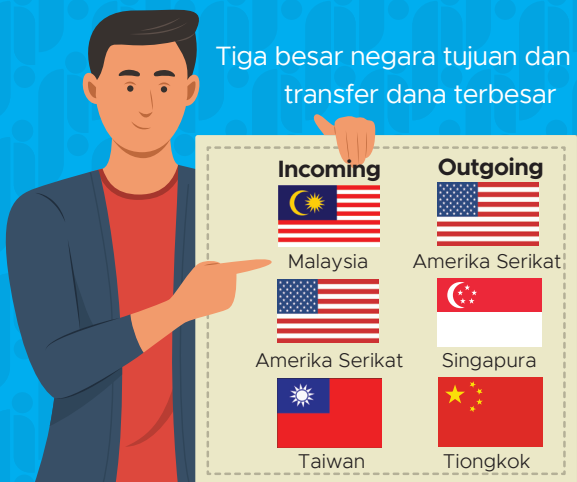 Tiga besar negara tujuan dan
transfer dana terbesar
Incoming
Malaysia
Amerika Serikat
Taiwan
Outgoing
Amerika Serikat
Singapura
Tiongkok